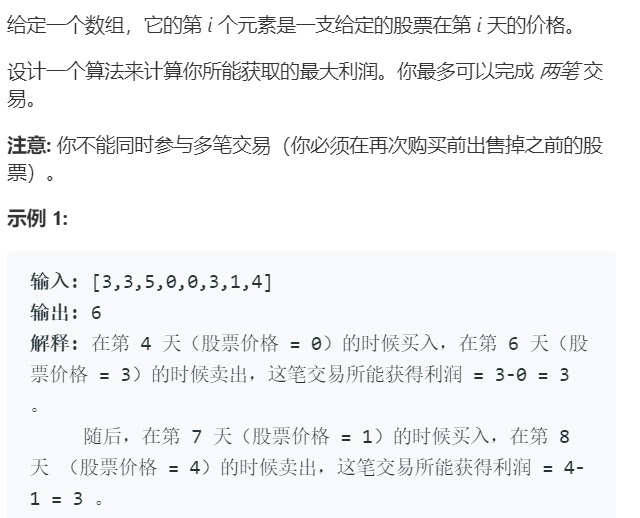 给定一个数组，它的第 i 个元素是一支给定的股票在第 i 天的价格。
设计一个算法来计算你所能获取的最大利润。你最多可以完成 两笔 交
易。
注意: 你不能同时参与多笔交易（你必须在再次购买前出售掉之前的股
票）。
示例 1:
输入: [3,3,5,0,0,3,1,4]
输出: 6
解释: 在第 4 天（股票价格 = 0）的时候买入，在第 6 天（股
票价格 = 3）的时候卖出，这笔交易所能获得利润 = 3-0 = 3
。
随后，在第 7 天（股票价格 = 1）的时候买入，在第 8
天 （股票价格 = 4）的时候卖出，这笔交易所能获得利润 = 4-
1 = 3 。